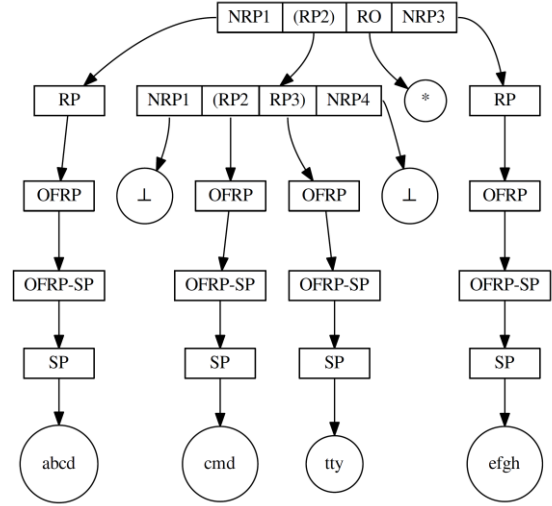 NRP1 (RP2) RO NRP3
RP NRP1 (RP2 RP3) NRP4 * RP
OFRP ⊥ OFRP OFRP ⊥ OFRP
OFRP-SP OFRP-SP OFRP-SP OFRP-SP
SP SP SP SP
abcd cmd tty efgh